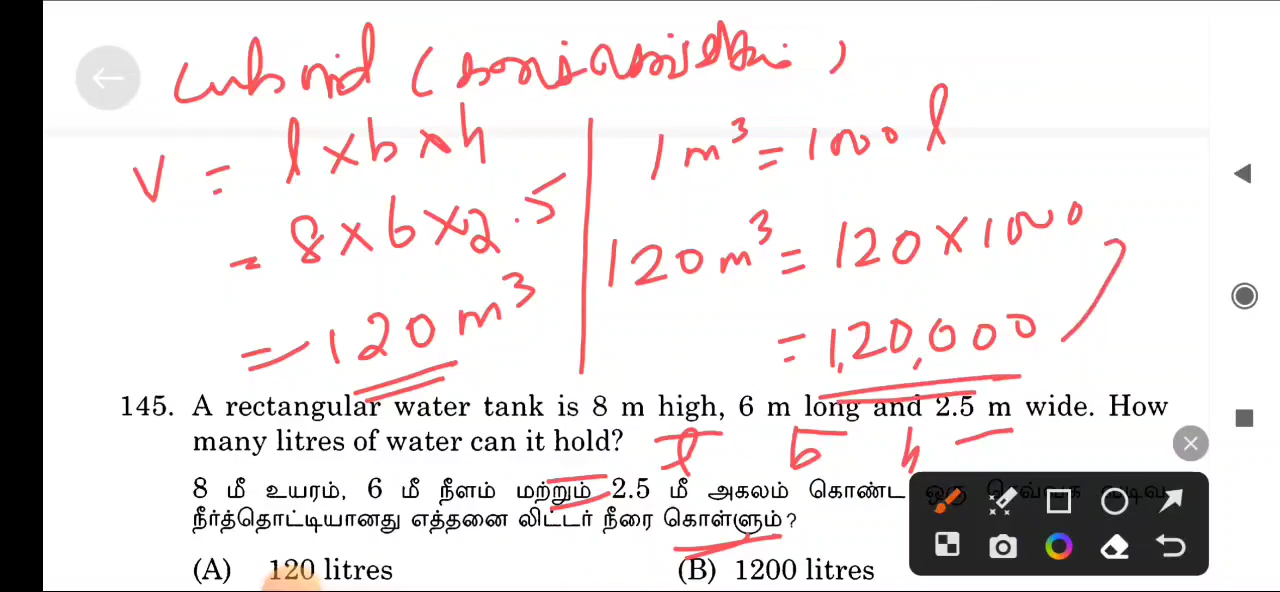 cuboid (
V = l × b × h
= 8 × 6 × 2.5
= 120 m³
1 m³ = 1000 l
120 m³ = 120 × 1000
= 1,20,000
145. A rectangular water tank is 8 m high, 6 m long and 2.5 m wide. How
many litres of water can it hold?
l b h
8 மீ உயரம், 6 மீ நீளம் மற்றும் 2.5 மீ அகலம் கொண்ட
நீர்த்தொட்டியானது எத்தனை லிட்டர் நீரை கொள்ளும்?
(A) 120 litres (B) 1200 litres